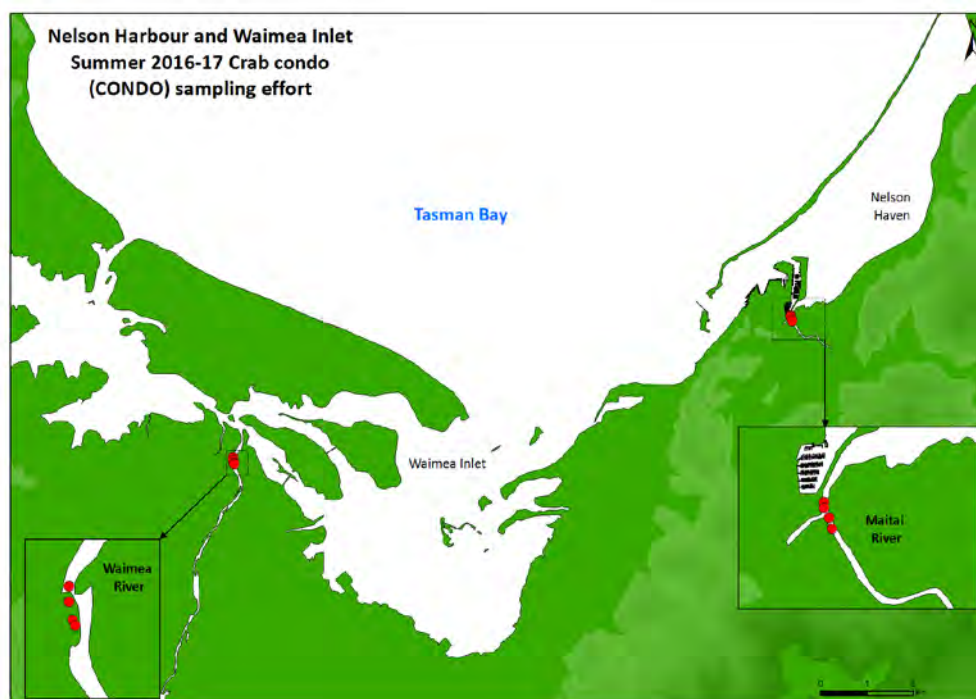 Nelson Harbour and Waimea Inlet
Summer 2016-17 Crab condo
(CONDO) sampling effort
Tasman Bay
Nelson
Haven
Waimea Inlet
Maitai
River
Waimea
River
0